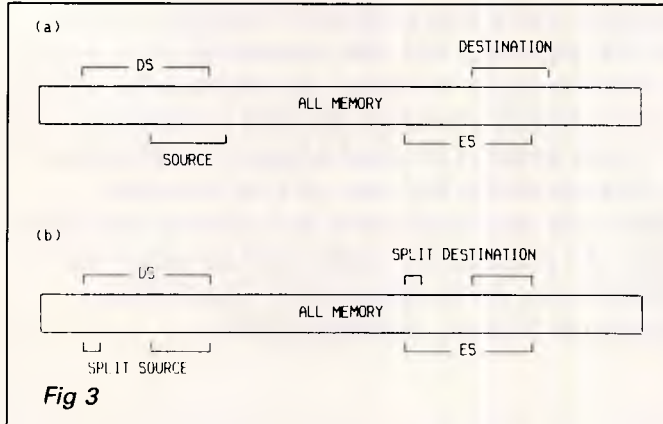 (a)
DESTINATION
DS
ALL MEMORY
SOURCE
ES
(b)
SPLIT DESTINATION
DS
ALL MEMORY
SPLIT SOURCE
ES
Fig 3